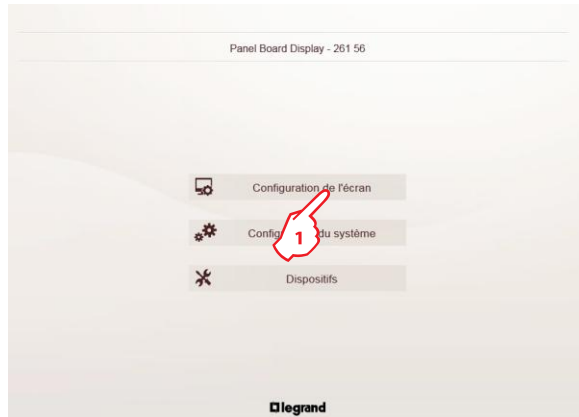 Panel Board Display - 261 56
Configuration de l'écran
Config du système
1
Dispositifs
legrand